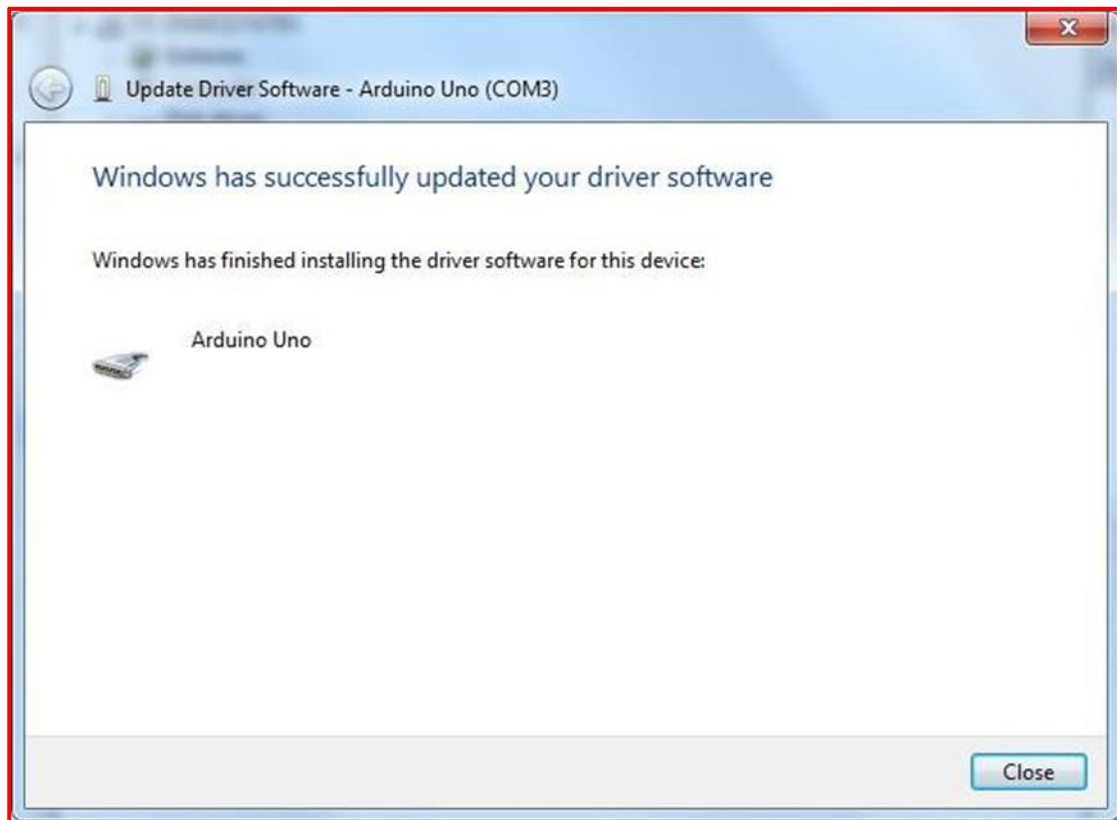 Update Driver Software - Arduino Uno (COM3)
Windows has successfully updated your driver software
Windows has finished installing the driver software for this device:
Arduino Uno
Close